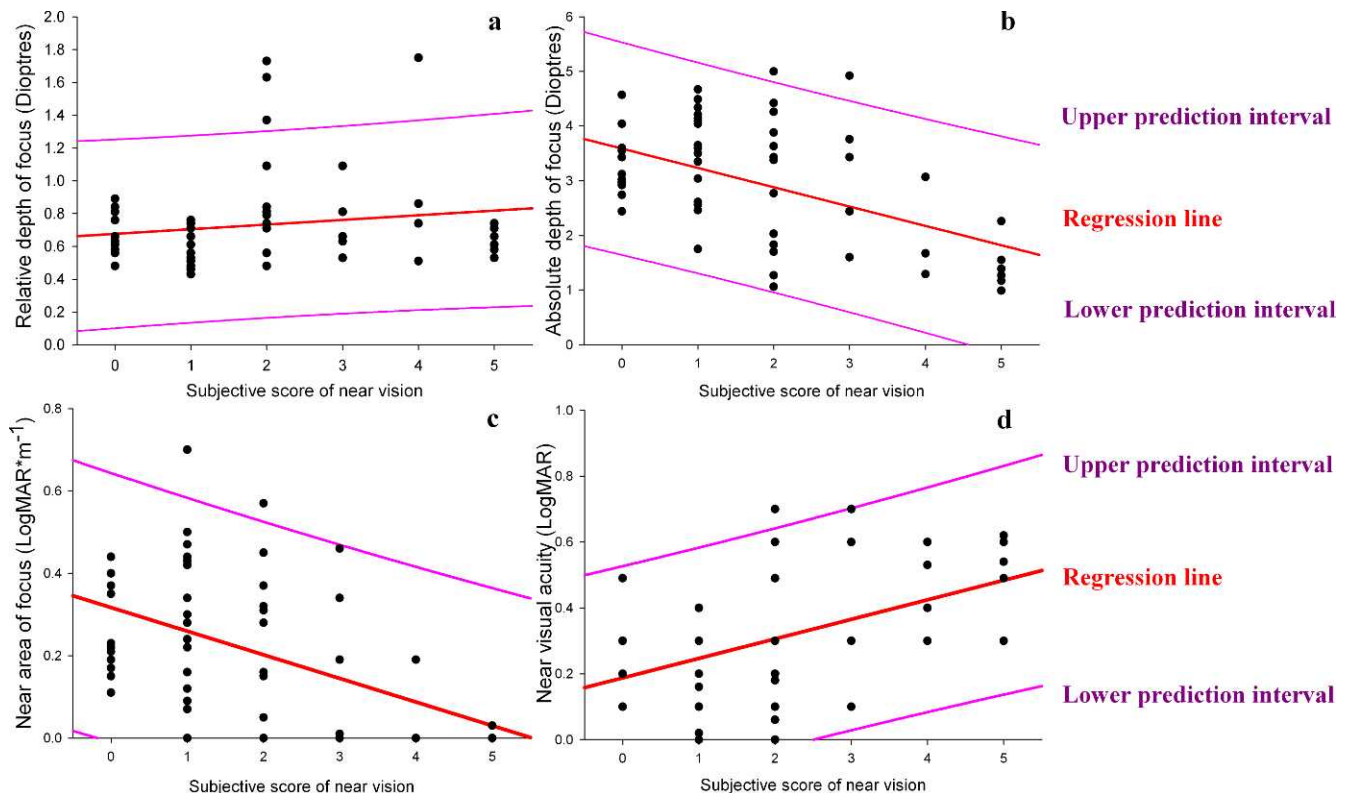 a
Relative depth of focus (Dioptres)
2.0
1.8
1.6
1.4
1.2
1.0
0.8
0.6
0.4
0.2
0.0
0 1 2 3 4 5
Subjective score of near vision
b
Absolute depth of focus (Dioptres)
6
5
4
3
2
1
0
0 1 2 3 4 5
Subjective score of near vision
Upper prediction interval
Regression line
Lower prediction interval
c
Near area of focus (LogMAR*m⁻¹)
0.8
0.6
0.4
0.2
0.0
0 1 2 3 4 5
Subjective score of near vision
d
Near visual acuity (LogMAR)
1.0
0.8
0.6
0.4
0.2
0.0
0 1 2 3 4 5
Subjective score of near vision
Upper prediction interval
Regression line
Lower prediction interval